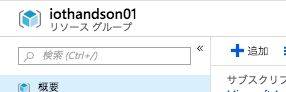 iothandson01
リソース グループ
検索 (Ctrl+/)
«
追加
概要
サブスクリプ